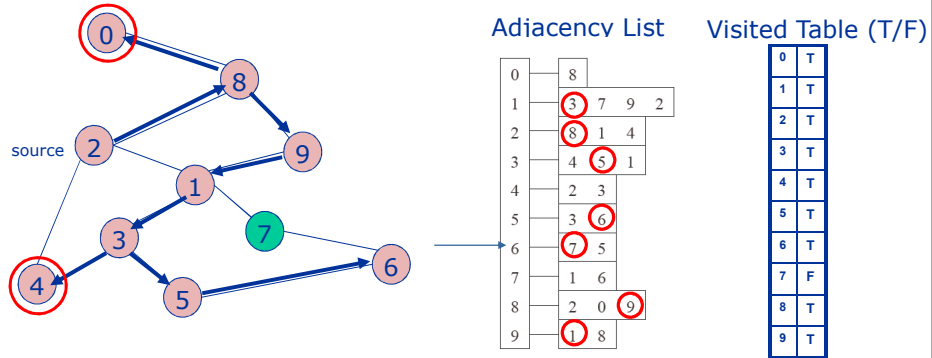 Adjacency List
Visited Table (T/F)
0
8
source
2
9
1
3
7
4
5
6
0 8
1 3 7 9 2
2 8 1 4
3 4 5 1
4 2 3
5 3 6
6 7 5
7 1 6
8 2 0 9
9 1 8
0 T
1 T
2 T
3 T
4 T
5 T
6 T
7 F
8 T
9 T